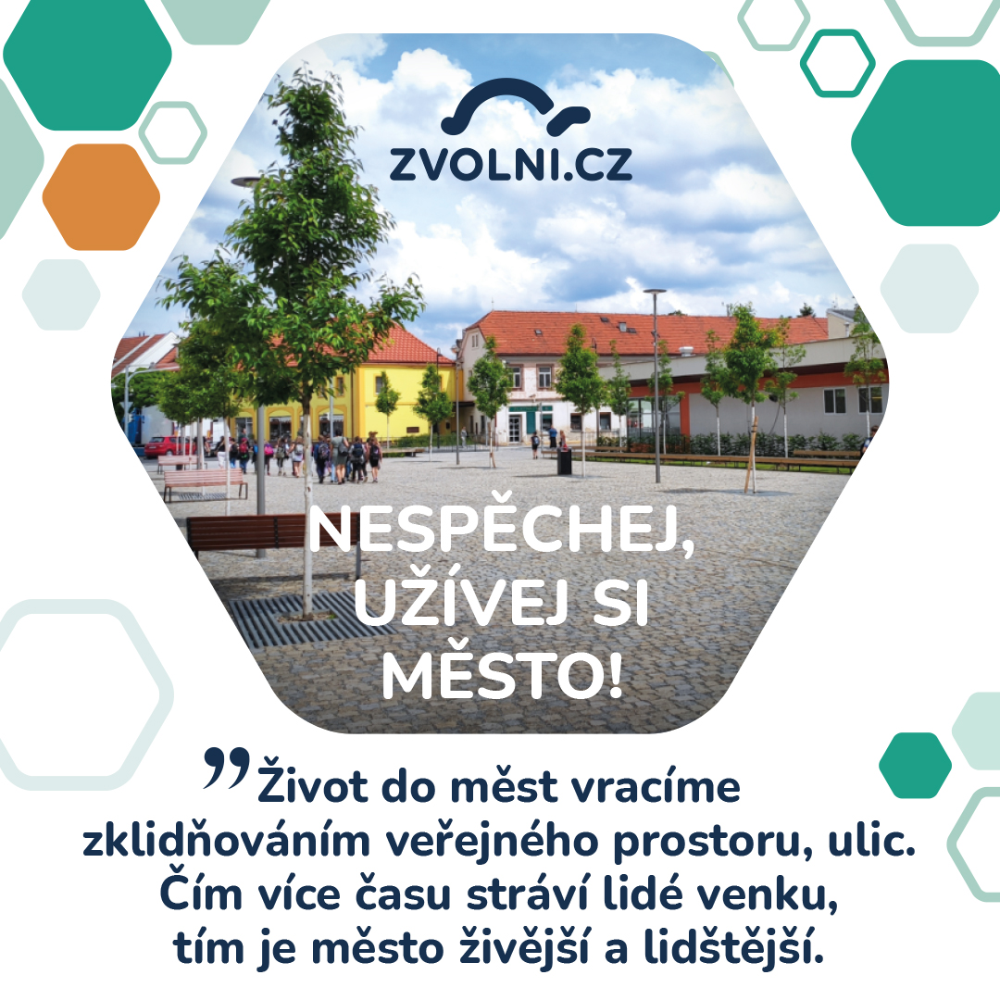 ZVOLNI.CZ
NESPĚCHEJ,
UŽÍVEJ SI
MĚSTO!
”Život do měst vracíme
zklidňováním veřejného prostoru, ulic.
Čím více času stráví lidé venku,
tím je město živější a lidštější.